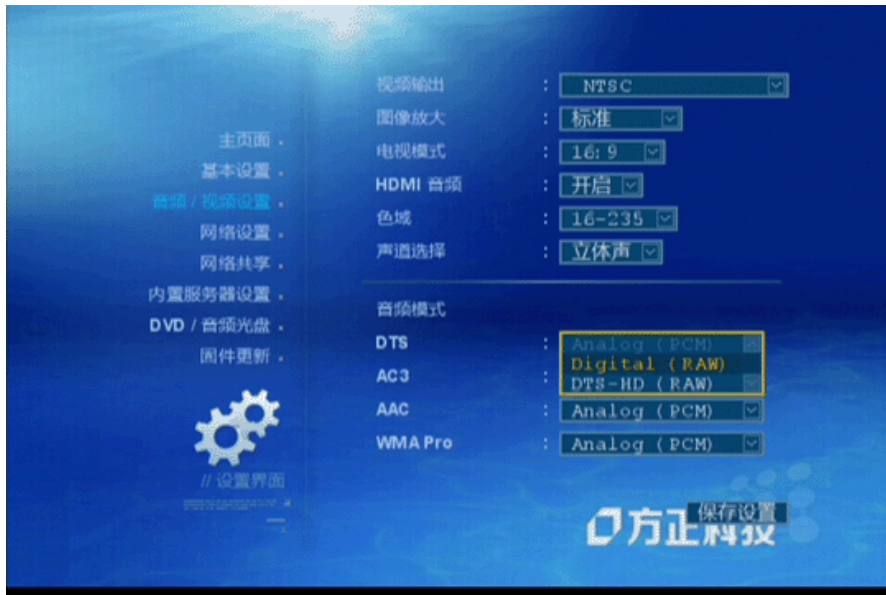 主页面
基本设置
音频 / 视频设置
网络设置
网络共享
内置服务器设置
DVD / 音频光盘
固件更新
// 设置界面
视频输出 : NTSC
图像放大 : 标准
电视模式 : 16:9
HDMI 音频 : 开启
色域 : 16-235
声道选择 : 立体声
音频模式
DTS : Analog (PCM)
Digital (RAW)
DTS-HD (RAW)
AC3 :
AAC : Analog (PCM)
WMA Pro : Analog (PCM)
保存设置
方正科技